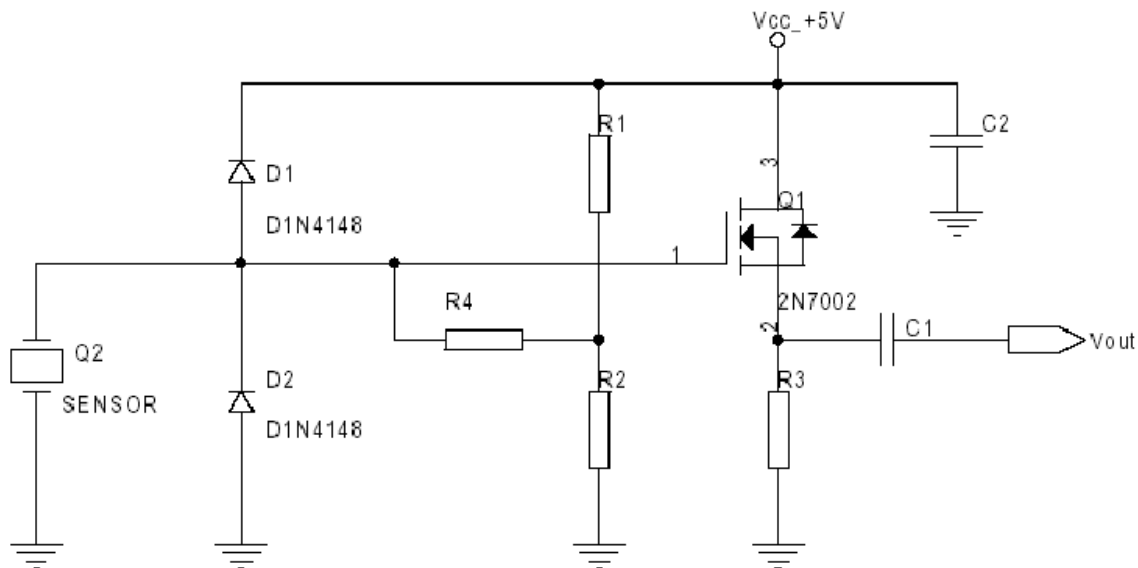 Vcc_+5V
R1
C2
D1
3
Q1
D1N4148
1
R4
2N7002
2
C1
Vout
Q2
D2
R2
R3
SENSOR
D1N4148